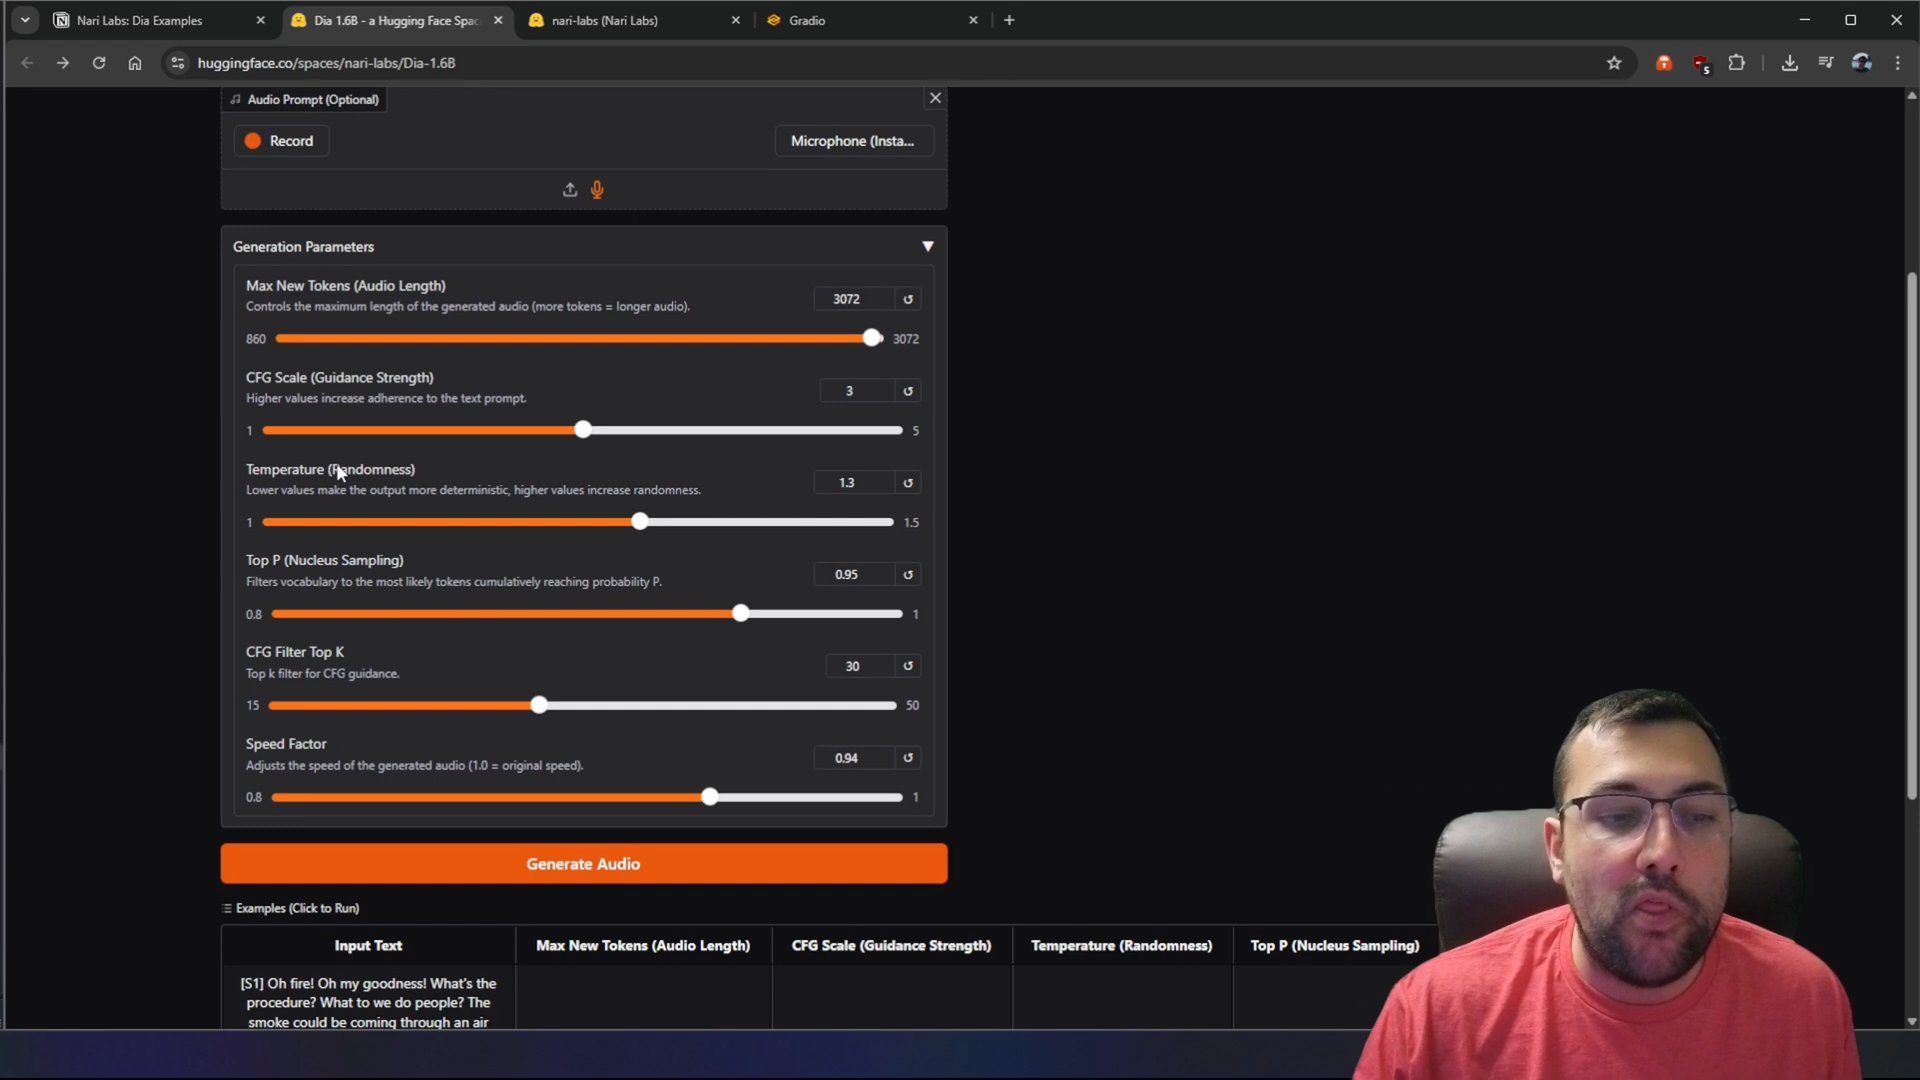 Nari Labs: Dia Examples
Dia 1.6B - a Hugging Face Spac
nari-labs (Nari Labs)
Gradio
huggingface.co/spaces/nari-labs/Dia-1.6B
5
Audio Prompt (Optional)
Record
Microphone (Insta...
Generation Parameters
Max New Tokens (Audio Length)
Controls the maximum length of the generated audio (more tokens = longer audio).
3072
860
3072
CFG Scale (Guidance Strength)
Higher values increase adherence to the text prompt.
3
1
5
Temperature (Randomness)
Lower values make the output more deterministic, higher values increase randomness.
1.3
1
1.5
Top P (Nucleus Sampling)
Filters vocabulary to the most likely tokens cumulatively reaching probability P.
0.95
0.8
1
CFG Filter Top K
Top k filter for CFG guidance.
30
15
50
Speed Factor
Adjusts the speed of the generated audio (1.0 = original speed).
0.94
0.8
1
Generate Audio
Examples (Click to Run)
Input Text
Max New Tokens (Audio Length)
CFG Scale (Guidance Strength)
Temperature (Randomness)
Top P (Nucleus Sampling)
[S1] Oh fire! Oh my goodness! What's the
procedure? What to we do people? The
smoke could be coming through an air